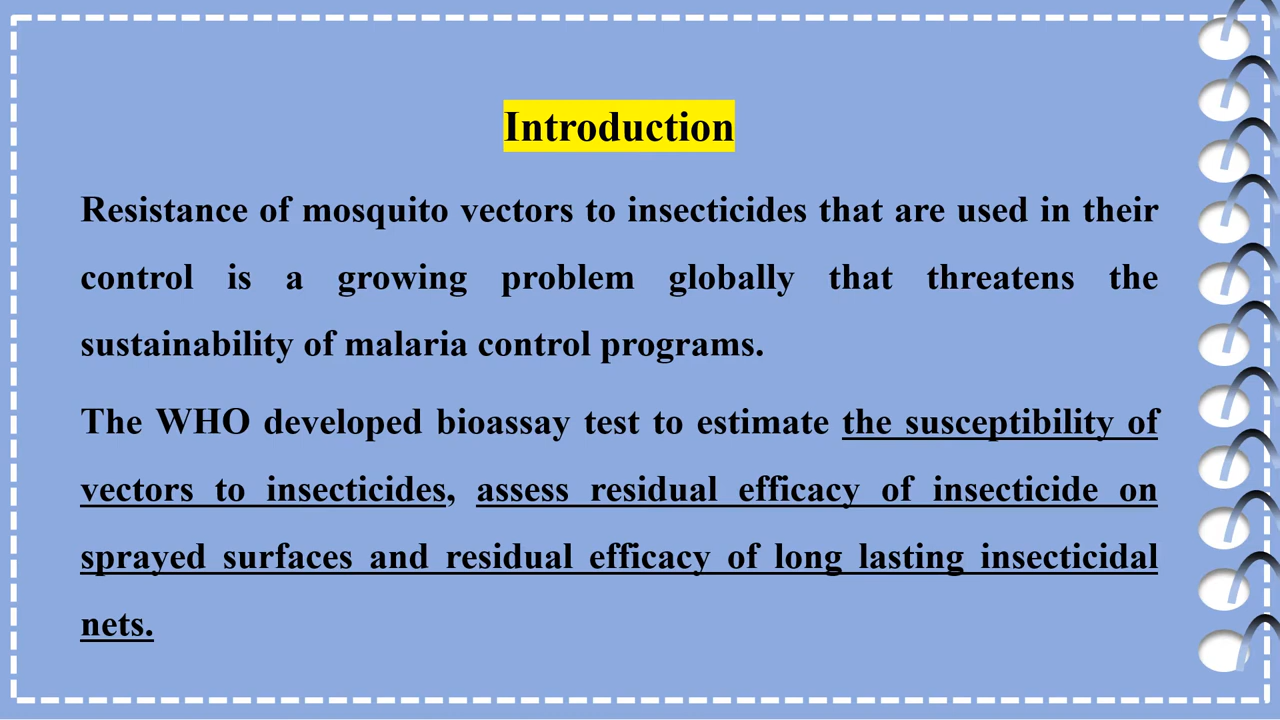 Introduction
Resistance of mosquito vectors to insecticides that are used in their
control is a growing problem globally that threatens the
sustainability of malaria control programs.
The WHO developed bioassay test to estimate the susceptibility of
vectors to insecticides, assess residual efficacy of insecticide on
sprayed surfaces and residual efficacy of long lasting insecticidal
nets.